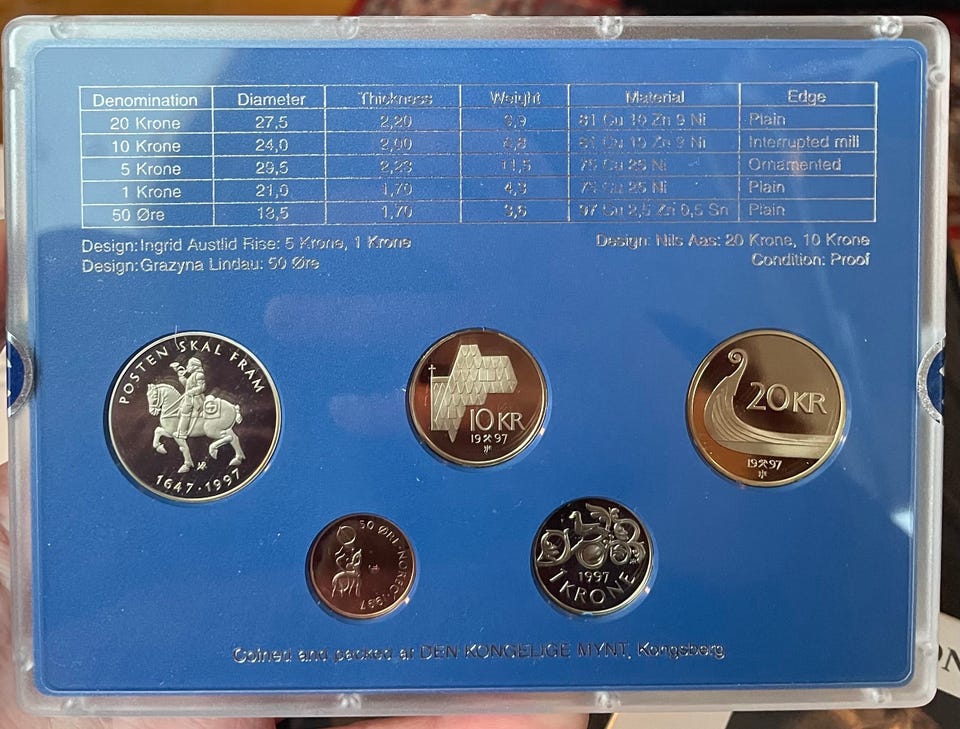 Denomination Diameter Thickness Weight Material Edge
20 Krone 27,5 2,20 9,9 81 Cu 10 Zn 9 Ni Plain
10 Krone 24,0 2,00 6,8 81 Cu 10 Zn 9 Ni Interrupted mill
5 Krone 29,5 2,23 11,5 75 Cu 25 Ni Ornamented
1 Krone 21,0 1,70 4,3 75 Cu 25 Ni Plain
50 Øre 18,5 1,70 3,6 97 Cu 2,5 Zn 0,5 Sn Plain
Design: Ingrid Austlid Rise: 5 Krone, 1 Krone
Design: Grazyna Lindau: 50 Øre
Design: Nils Aas: 20 Krone, 10 Krone
Condition: Proof
POSTEN SKAL FRAM
1647 · 1997
10 KR
19 97
20 KR
19 97
50 ØRE · NORGE 1997
1997
1 KRONE
Coined and packed at DEN KONGELIGE MYNT, Kongsberg